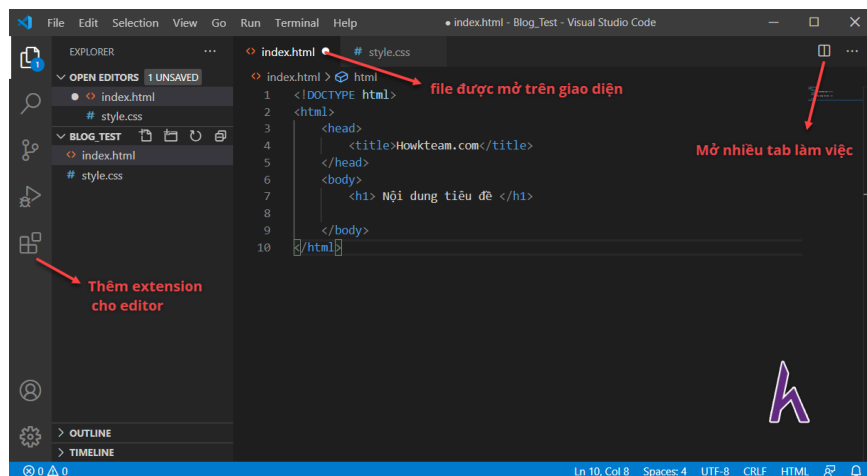 File Edit Selection View Go Run Terminal Help ● index.html - Blog_Test - Visual Studio Code
EXPLORER ...
<> index.html ●
# style.css
1
OPEN EDITORS 1 UNSAVED
● <> index.html
# style.css
BLOG_TEST
<> index.html
# style.css
<> index.html > html
1 <!DOCTYPE html>
2 <html>
3 <head>
4 <title>Howkteam.com</title>
5 </head>
6 <body>
7 <h1> Nội dung tiêu đề </h1>
8
9 </body>
10 </html>
file được mở trên giao diện
Mở nhiều tab làm việc
Thêm extension
cho editor
OUTLINE
TIMELINE
0 0 Ln 10, Col 8 Spaces: 4 UTF-8 CRLF HTML